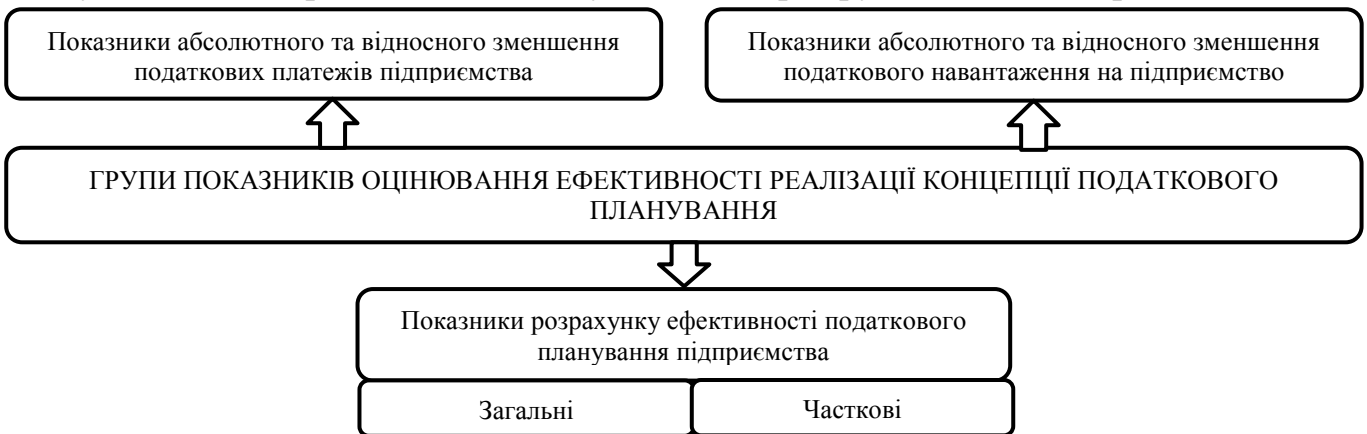 Показники абсолютного та відносного зменшення
податкових платежів підприємства
Показники абсолютного та відносного зменшення
податкового навантаження на підприємство
ГРУПИ ПОКАЗНИКІВ ОЦІНЮВАННЯ ЕФЕКТИВНОСТІ РЕАЛІЗАЦІЇ КОНЦЕПЦІЇ ПОДАТКОВОГО
ПЛАНУВАННЯ
Показники розрахунку ефективності податкового
планування підприємства
Загальні
Часткові